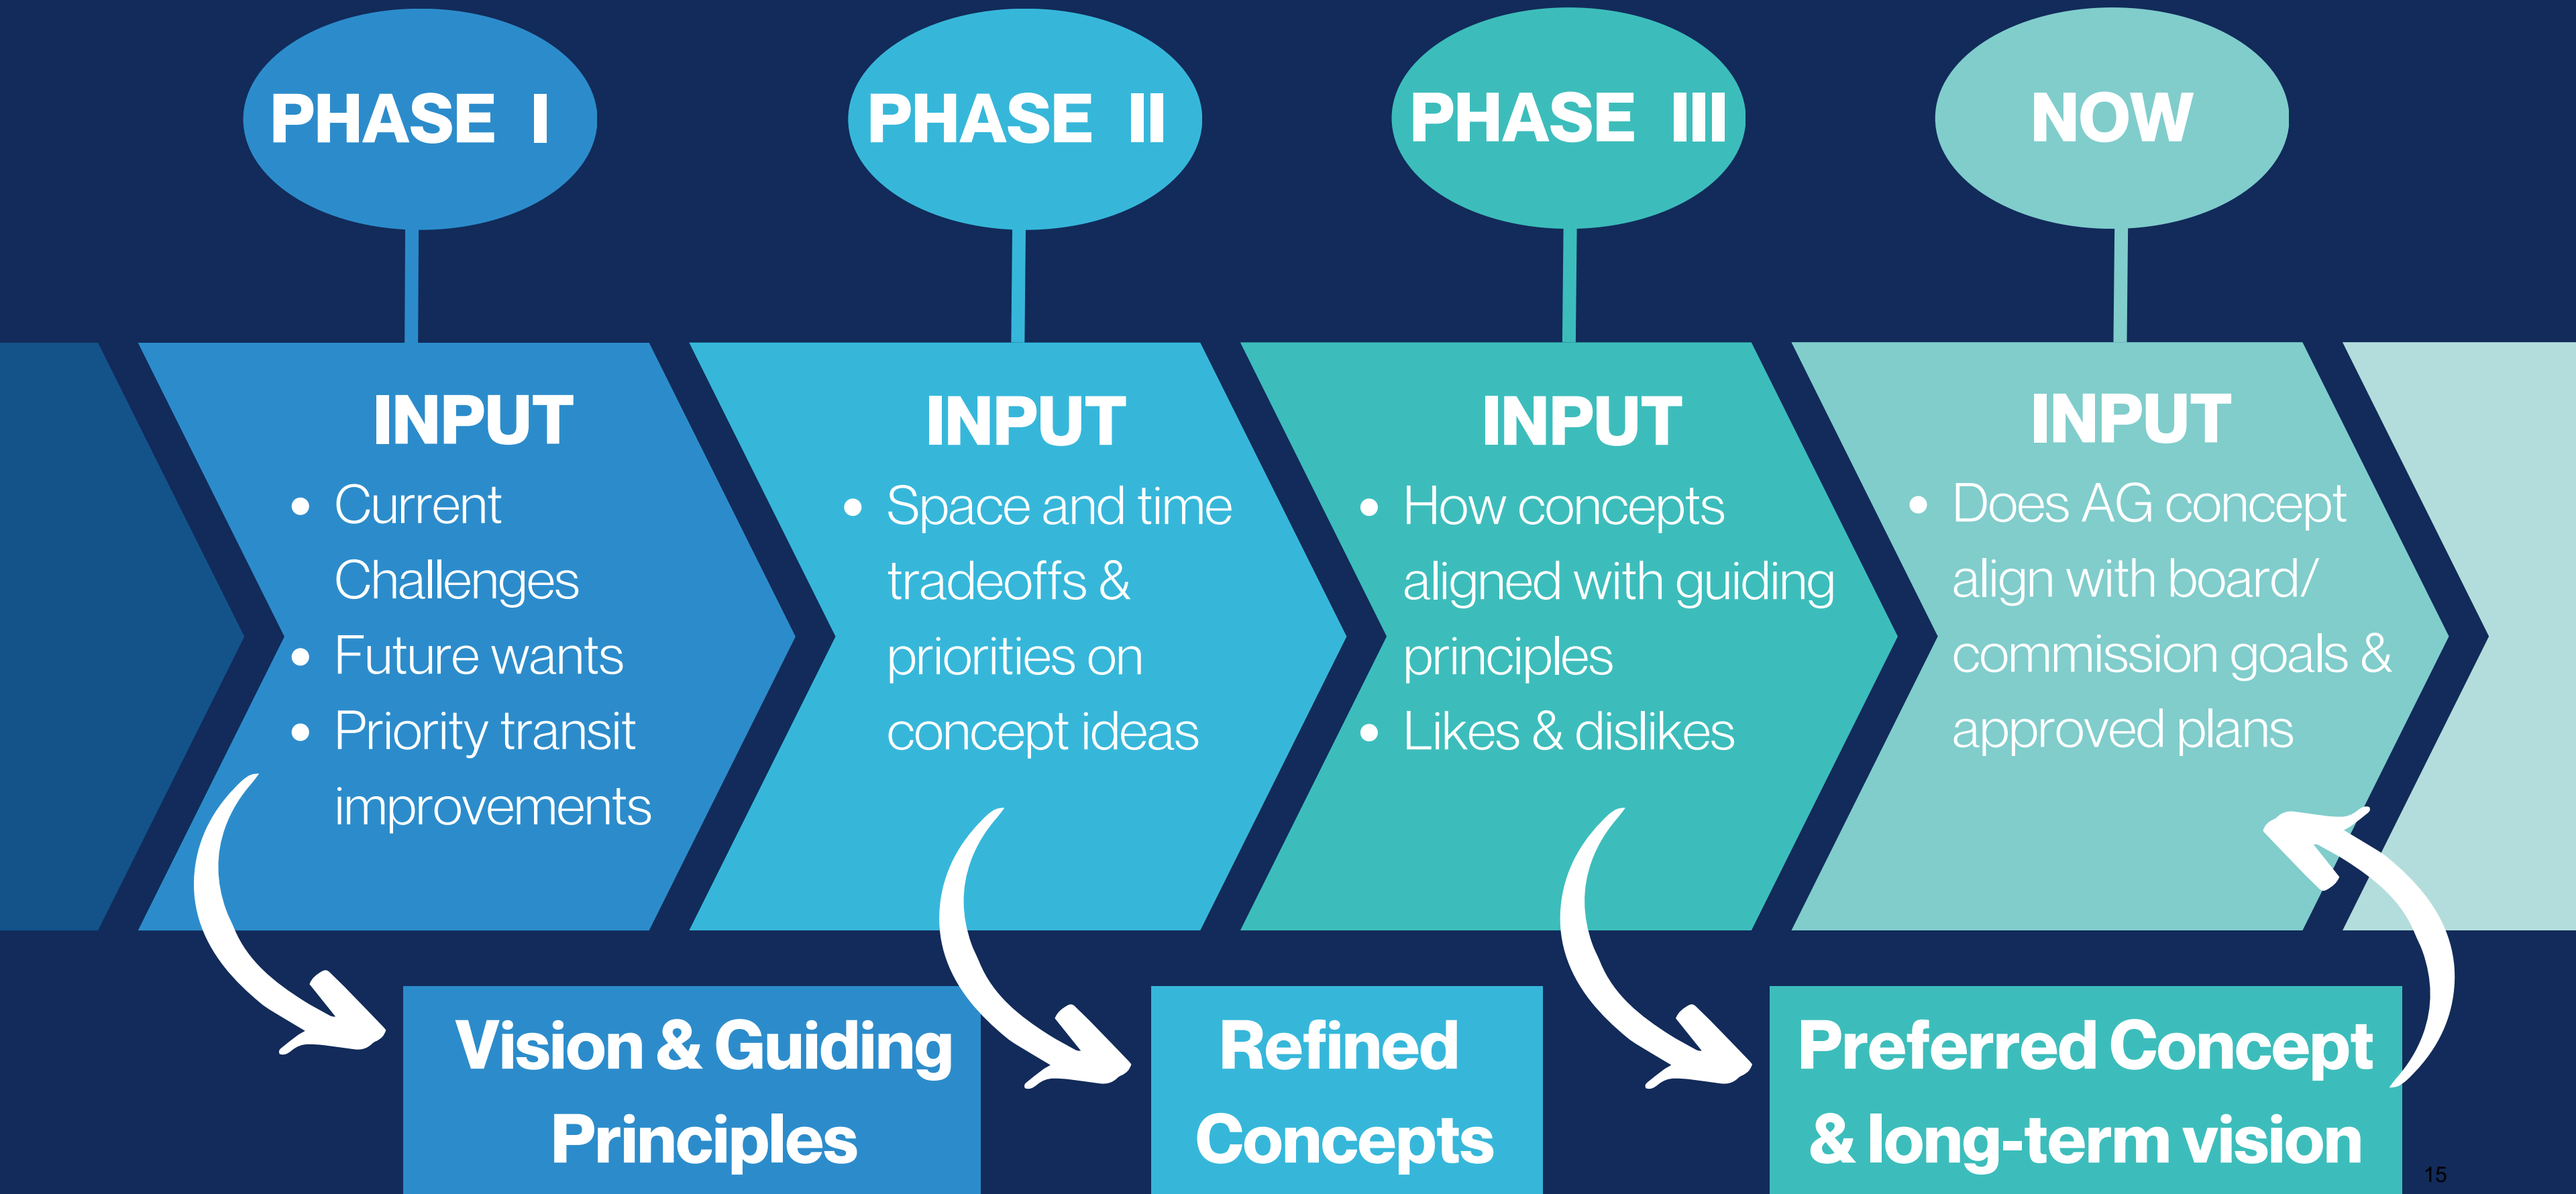 PHASE I
PHASE II
PHASE III
NOW
INPUT
• Current
Challenges
• Future wants
• Priority transit
improvements
INPUT
• Space and time
tradeoffs &
priorities on
concept ideas
INPUT
• How concepts
aligned with guiding
principles
• Likes & dislikes
INPUT
• Does AG concept
align with board/
commission goals &
approved plans
Vision & Guiding
Principles
Refined
Concepts
Preferred Concept
& long-term vision
15